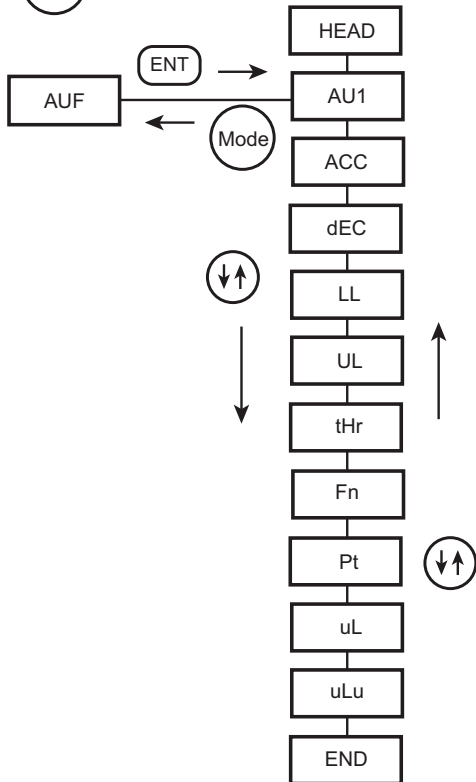 HEAD
ENT
AUF
AU1
Mode
ACC
dEC
LL
UL
tHr
Fn
Pt
uL
uLu
END